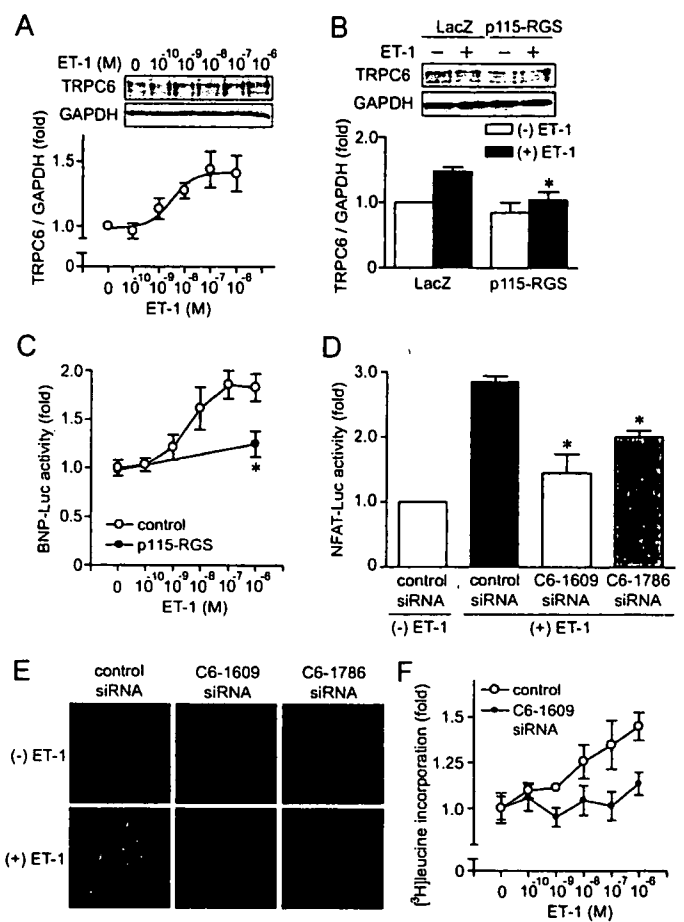 A
ET-1 (M) 0 10-10 10-9 10-8 10-7 10-6
TRPC6
GAPDH
TRPC6 / GAPDH (fold)
1.5
1.0
0
0 10-10 10-9 10-8 10-7 10-6
ET-1 (M)
B
LacZ p115-RGS
ET-1 − + − +
TRPC6
GAPDH
(-) ET-1
(+) ET-1
TRPC6 / GAPDH (fold)
2.0
1.0
0
*
LacZ p115-RGS
C
BNP-Luc activity (fold)
2.0
1.5
1.0
0.5
0
*
control
p115-RGS
0 10-10 10-9 10-8 10-7 10-6
ET-1 (M)
D
NFAT-Luc activity (fold)
3.0
2.0
1.0
0
* *
control siRNA
control siRNA
C6-1609 siRNA
C6-1786 siRNA
(-) ET-1 (+) ET-1
E
control siRNA
C6-1609 siRNA
C6-1786 siRNA
(-) ET-1
(+) ET-1
F
[3H]leucine incorporation (fold)
control
C6-1609
siRNA
1.5
1.25
1.0
0
0 10-10 10-9 10-8 10-7 10-6
ET-1 (M)